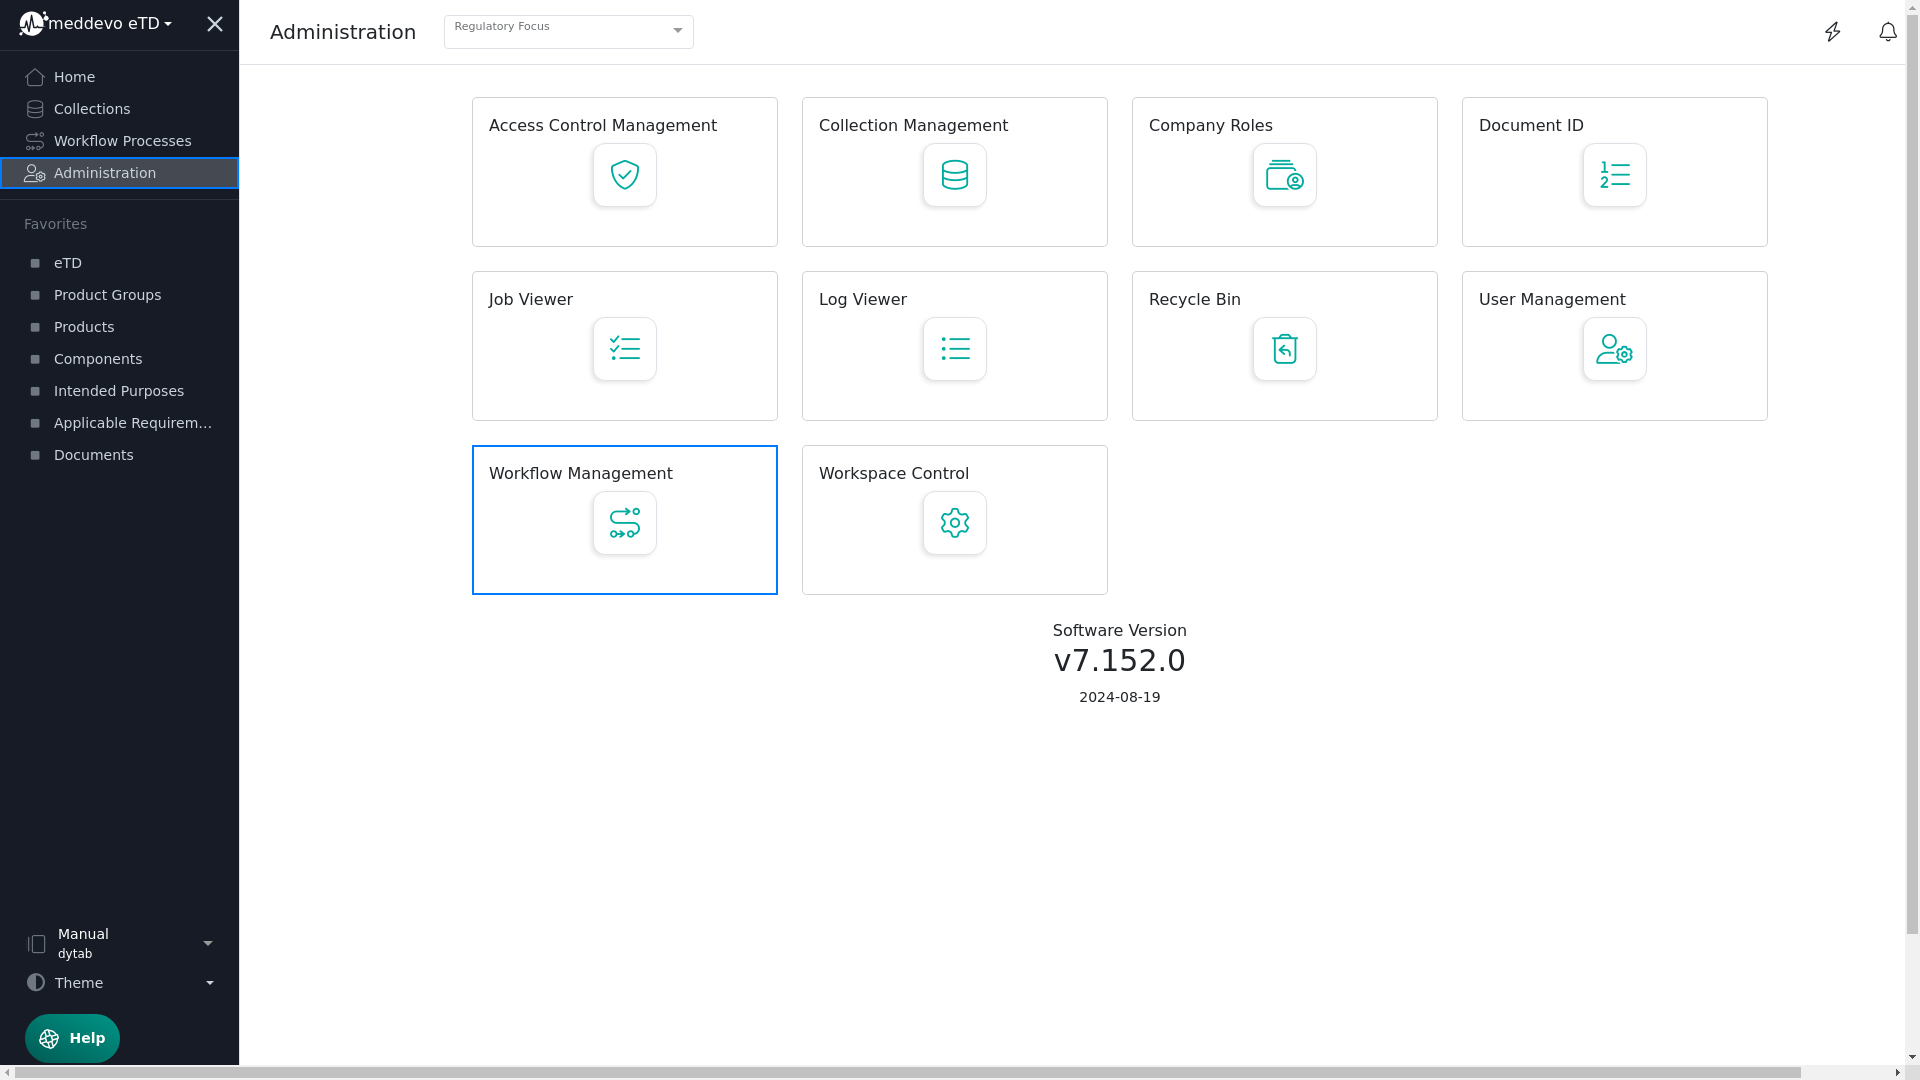 meddevo eTD
Home
Collections
Workflow Processes
Administration
Favorites
eTD
Product Groups
Products
Components
Intended Purposes
Applicable Requirem...
Documents
Manual
dytab
Theme
Help
Administration
Regulatory Focus
Access Control Management
Collection Management
Company Roles
Document ID
1
2
Job Viewer
Log Viewer
Recycle Bin
User Management
Workflow Management
Workspace Control
Software Version
v7.152.0
2024-08-19